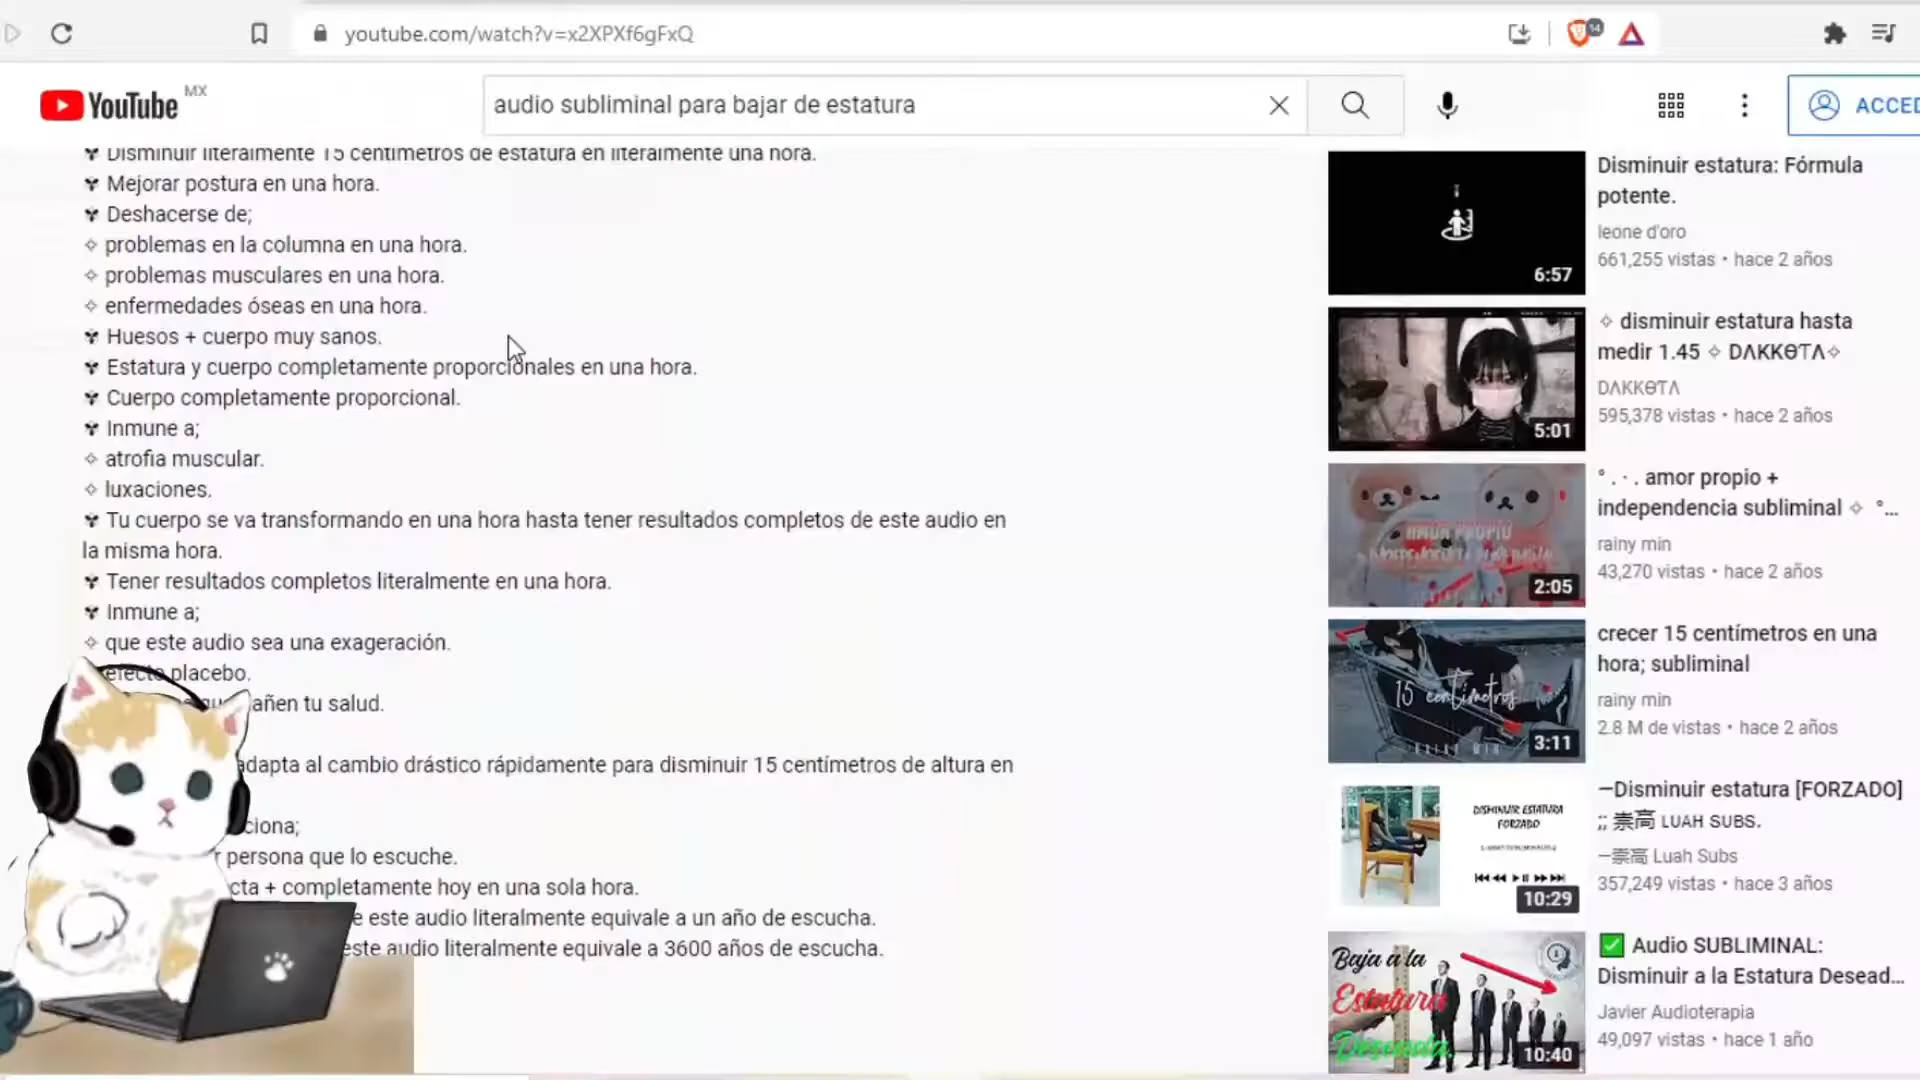 youtube.com/watch?v=x2XPXf6gFxQ
14
YouTube MX
audio subliminal para bajar de estatura
ACCED
Disminuir literalmente 15 centímetros de estatura en literalmente una hora.
Mejorar postura en una hora.
Deshacerse de;
✧ problemas en la columna en una hora.
✧ problemas musculares en una hora.
✧ enfermedades óseas en una hora.
Huesos + cuerpo muy sanos.
Estatura y cuerpo completamente proporcionales en una hora.
Cuerpo completamente proporcional.
Inmune a;
✧ atrofia muscular.
✧ luxaciones.
Tu cuerpo se va transformando en una hora hasta tener resultados completos de este audio en
la misma hora.
Tener resultados completos literalmente en una hora.
Inmune a;
✧ que este audio sea una exageración.
efecto placebo.
añen tu salud.
adapta al cambio drástico rápidamente para disminuir 15 centímetros de altura en
ciona;
r persona que lo escuche.
cta + completamente hoy en una sola hora.
e este audio literalmente equivale a un año de escucha.
este audio literalmente equivale a 3600 años de escucha.
6:57
Disminuir estatura: Fórmula
potente.
leone d'oro
661,255 vistas • hace 2 años
5:01
✧ disminuir estatura hasta
medir 1.45 ✧ DΛKKѲTΛ✧
DΛKKѲTΛ
595,378 vistas • hace 2 años
AMOR PROPIO
2:05
° . · . amor propio +
independencia subliminal ✧ °...
rainy min
43,270 vistas • hace 2 años
15 centímetros
RAINY MIN
3:11
crecer 15 centímetros en una
hora; subliminal
rainy min
2.8 M de vistas • hace 2 años
DISMINUIR ESTATURA
FORZADO
10:29
—Disminuir estatura [FORZADO]
;; 崇高 LUAH SUBS.
—崇高 Luah Subs
357,249 vistas • hace 3 años
Baja a la
Estatura
Deseada
10:40
✅ Audio SUBLIMINAL:
Disminuir a la Estatura Desead...
Javier Audioterapia
49,097 vistas • hace 1 año